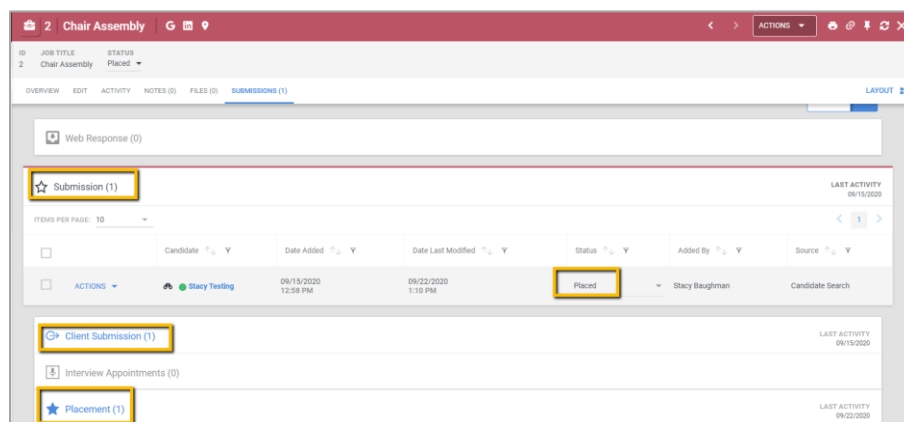 2 Chair Assembly G in
ACTIONS
ID JOB TITLE STATUS
2 Chair Assembly Placed
OVERVIEW EDIT ACTIVITY NOTES (0) FILES (0) SUBMISSIONS (1) LAYOUT
Web Response (0)
Submission (1) LAST ACTIVITY
09/15/2020
ITEMS PER PAGE: 10 < 1 >
Candidate Date Added Date Last Modified Status Added By Source
ACTIONS Stacy Testing 09/15/2020 09/22/2020 Placed Stacy Baughman Candidate Search
12:58 PM 1:10 PM
Client Submission (1) LAST ACTIVITY
09/15/2020
Interview Appointments (0)
Placement (1) LAST ACTIVITY
09/22/2020